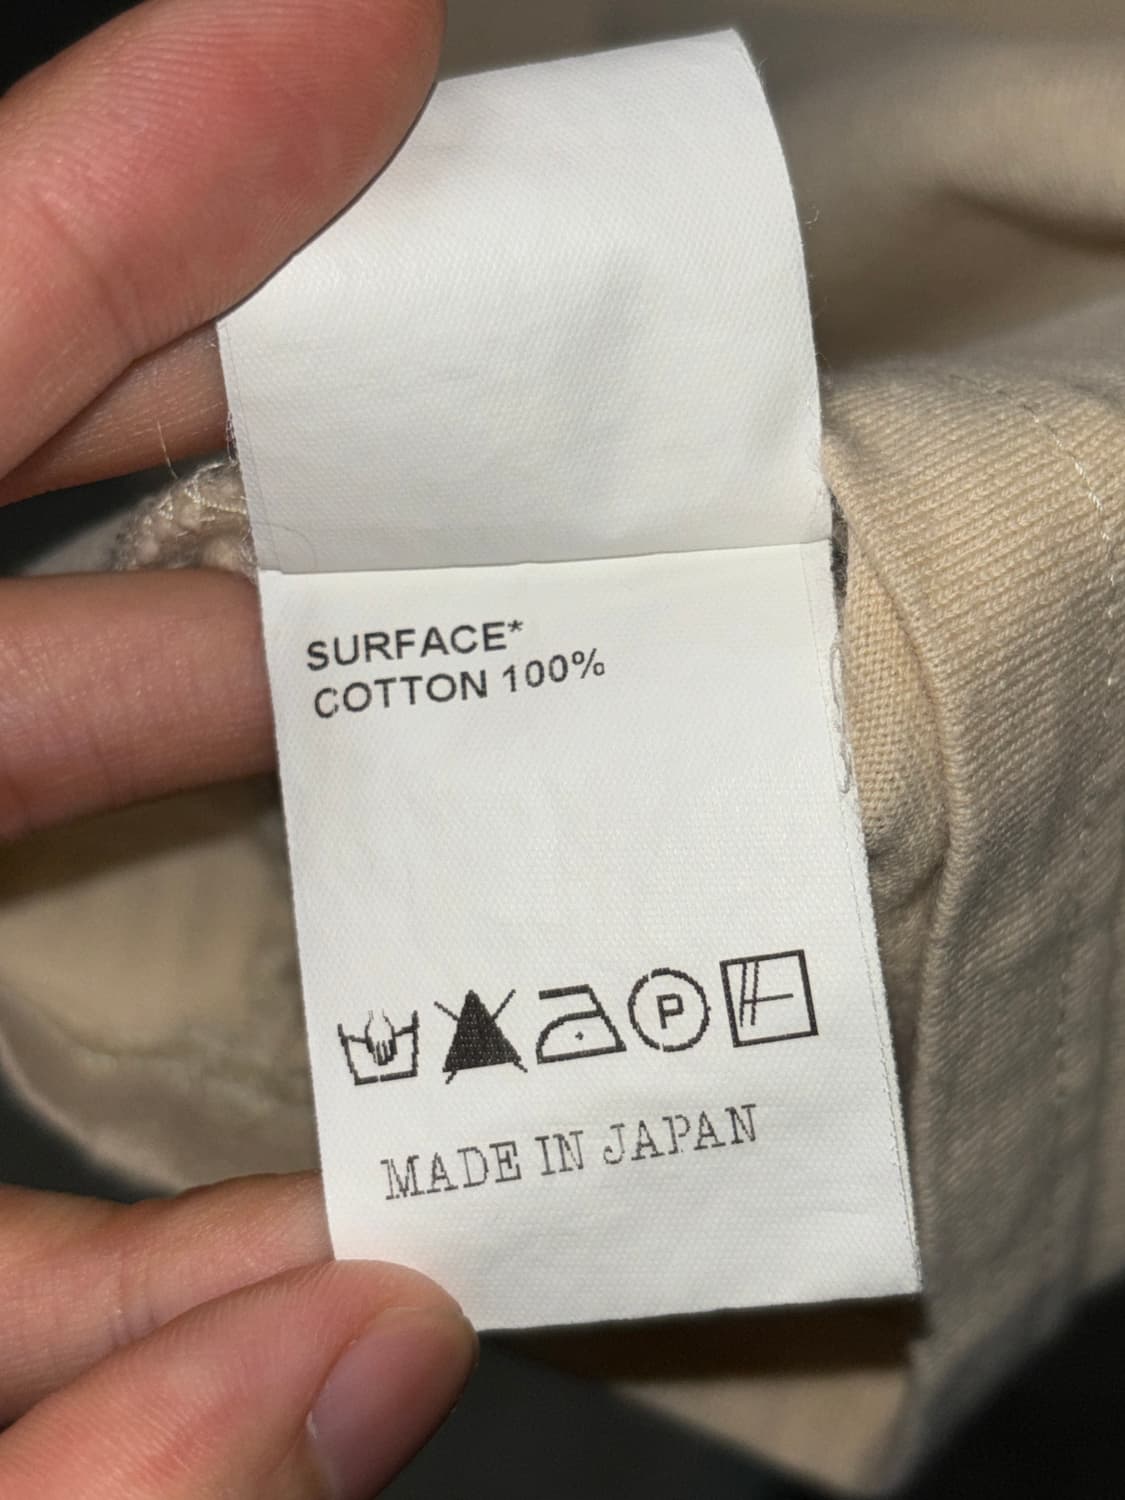 SURFACE*
COTTON 100%
P
MADE IN JAPAN